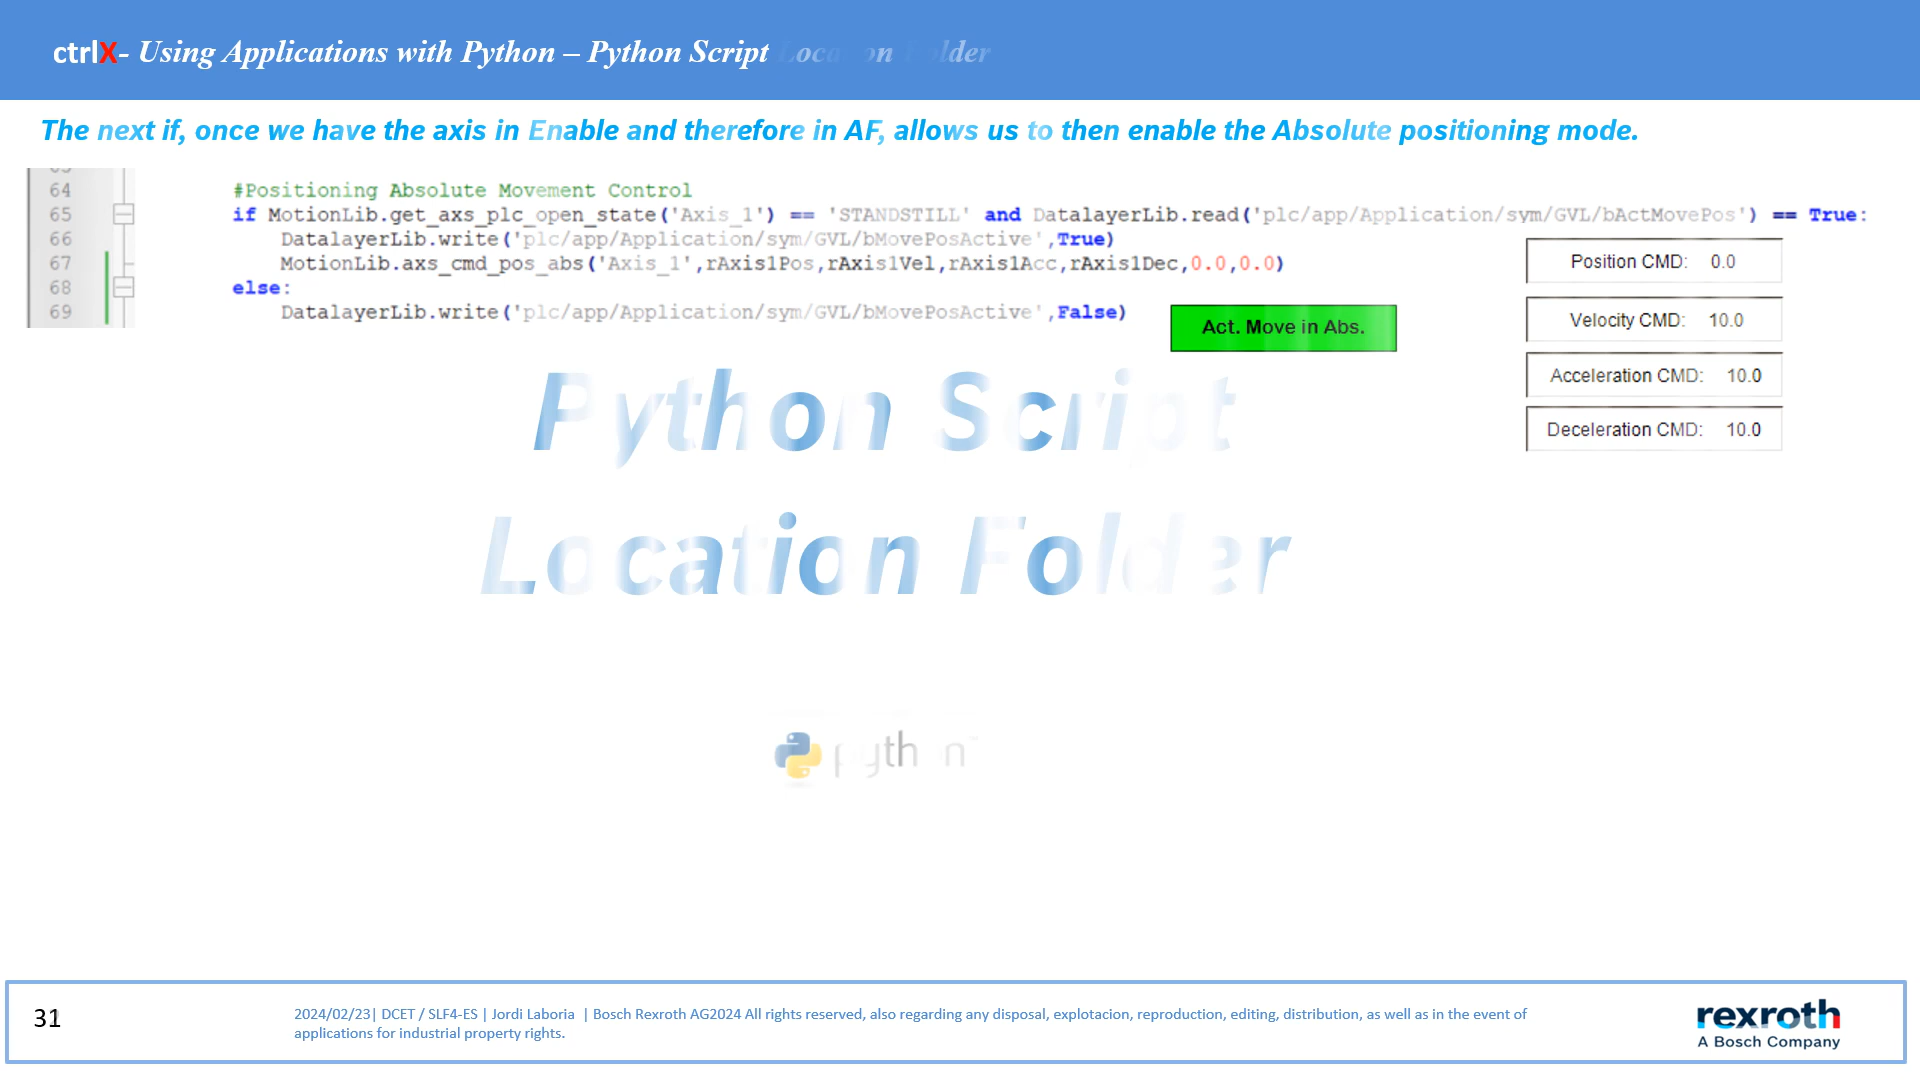 ctrlX- Using Applications with Python – Python Script Location Folder
The next if, once we have the axis in Enable and therefore in AF, allows us to then enable the Absolute positioning mode.
64 #Positioning Absolute Movement Control
65 if MotionLib.get_axs_plc_open_state('Axis_1') == 'STANDSTILL' and DatalayerLib.read('plc/app/Application/sym/GVL/bActMovePos') == True:
66 DatalayerLib.write('plc/app/Application/sym/GVL/bMovePosActive',True)
67 MotionLib.axs_cmd_pos_abs('Axis_1',rAxis1Pos,rAxis1Vel,rAxis1Acc,rAxis1Dec,0.0,0.0)
68 else:
69 DatalayerLib.write('plc/app/Application/sym/GVL/bMovePosActive',False)
Position CMD: 0.0
Velocity CMD: 10.0
Act. Move in Abs.
Acceleration CMD: 10.0
Deceleration CMD: 10.0
Python Script
Location Folder
python™
31
2024/02/23| DCET / SLF4-ES | Jordi Laboria | Bosch Rexroth AG2024 All rights reserved, also regarding any disposal, explotacion, reproduction, editing, distribution, as well as in the event of
applications for industrial property rights.
rexroth
A Bosch Company